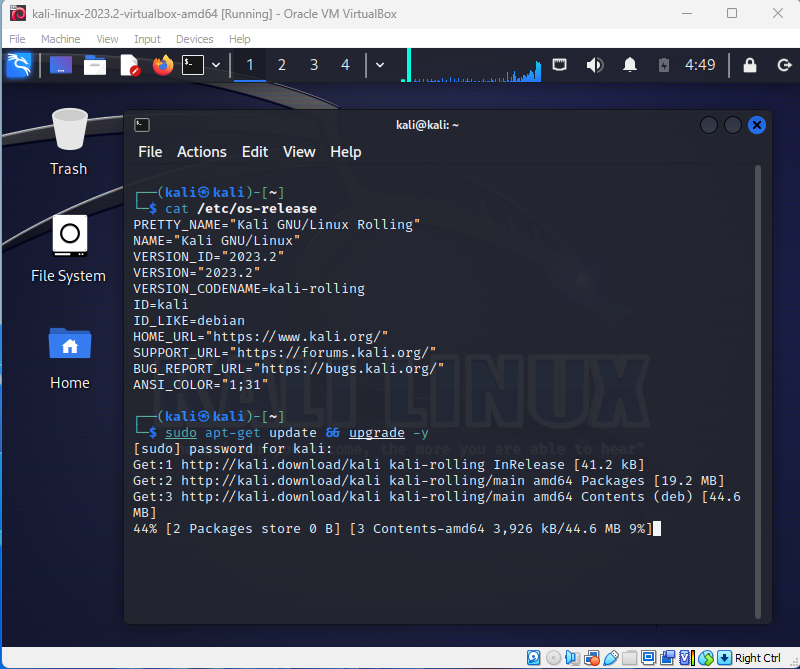 kali-linux-2023.2-virtualbox-amd64 [Running] - Oracle VM VirtualBox
File Machine View Input Devices Help
1 2 3 4 4:49
Trash
File System
Home
kali@kali: ~
File Actions Edit View Help
┌──(kali㉿kali)-[~]
└─$ cat /etc/os-release
PRETTY_NAME="Kali GNU/Linux Rolling"
NAME="Kali GNU/Linux"
VERSION_ID="2023.2"
VERSION="2023.2"
VERSION_CODENAME=kali-rolling
ID=kali
ID_LIKE=debian
HOME_URL="https://www.kali.org/"
SUPPORT_URL="https://forums.kali.org/"
BUG_REPORT_URL="https://bugs.kali.org/"
ANSI_COLOR="1;31"
KALI LINUX
┌──(kali㉿kali)-[~]
└─$ sudo apt-get update && upgrade -y
[sudo] password for kali:
the more you are able to hear"
Get:1 http://kali.download/kali kali-rolling InRelease [41.2 kB]
Get:2 http://kali.download/kali kali-rolling/main amd64 Packages [19.2 MB]
Get:3 http://kali.download/kali kali-rolling/main amd64 Contents (deb) [44.6
MB]
44% [2 Packages store 0 B] [3 Contents-amd64 3,926 kB/44.6 MB 9%]
Right Ctrl